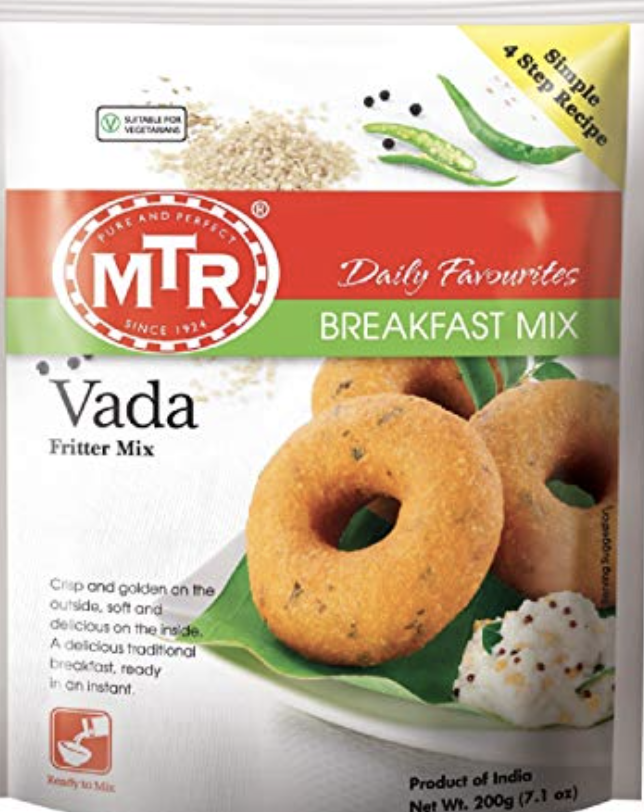 Simple
4 Step Recipe
SUITABLE FOR
VEGETARIANS
PURE AND PERFECT
MTR
®
SINCE 1924
Daily Favourites
BREAKFAST MIX
Vada
Fritter Mix
Crisp and golden on the
outside, soft and
delicious on the inside.
A delicious traditional
breakfast, ready
in an instant.
Serving Suggestion
Ready to Mix
Product of India
Net Wt. 200g (7.1 oz)